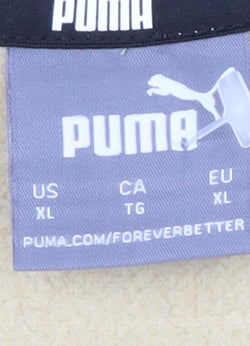 PUMA
PUMA
US CA EU
XL TG XL
PUMA.COM/FOREVERBETTER